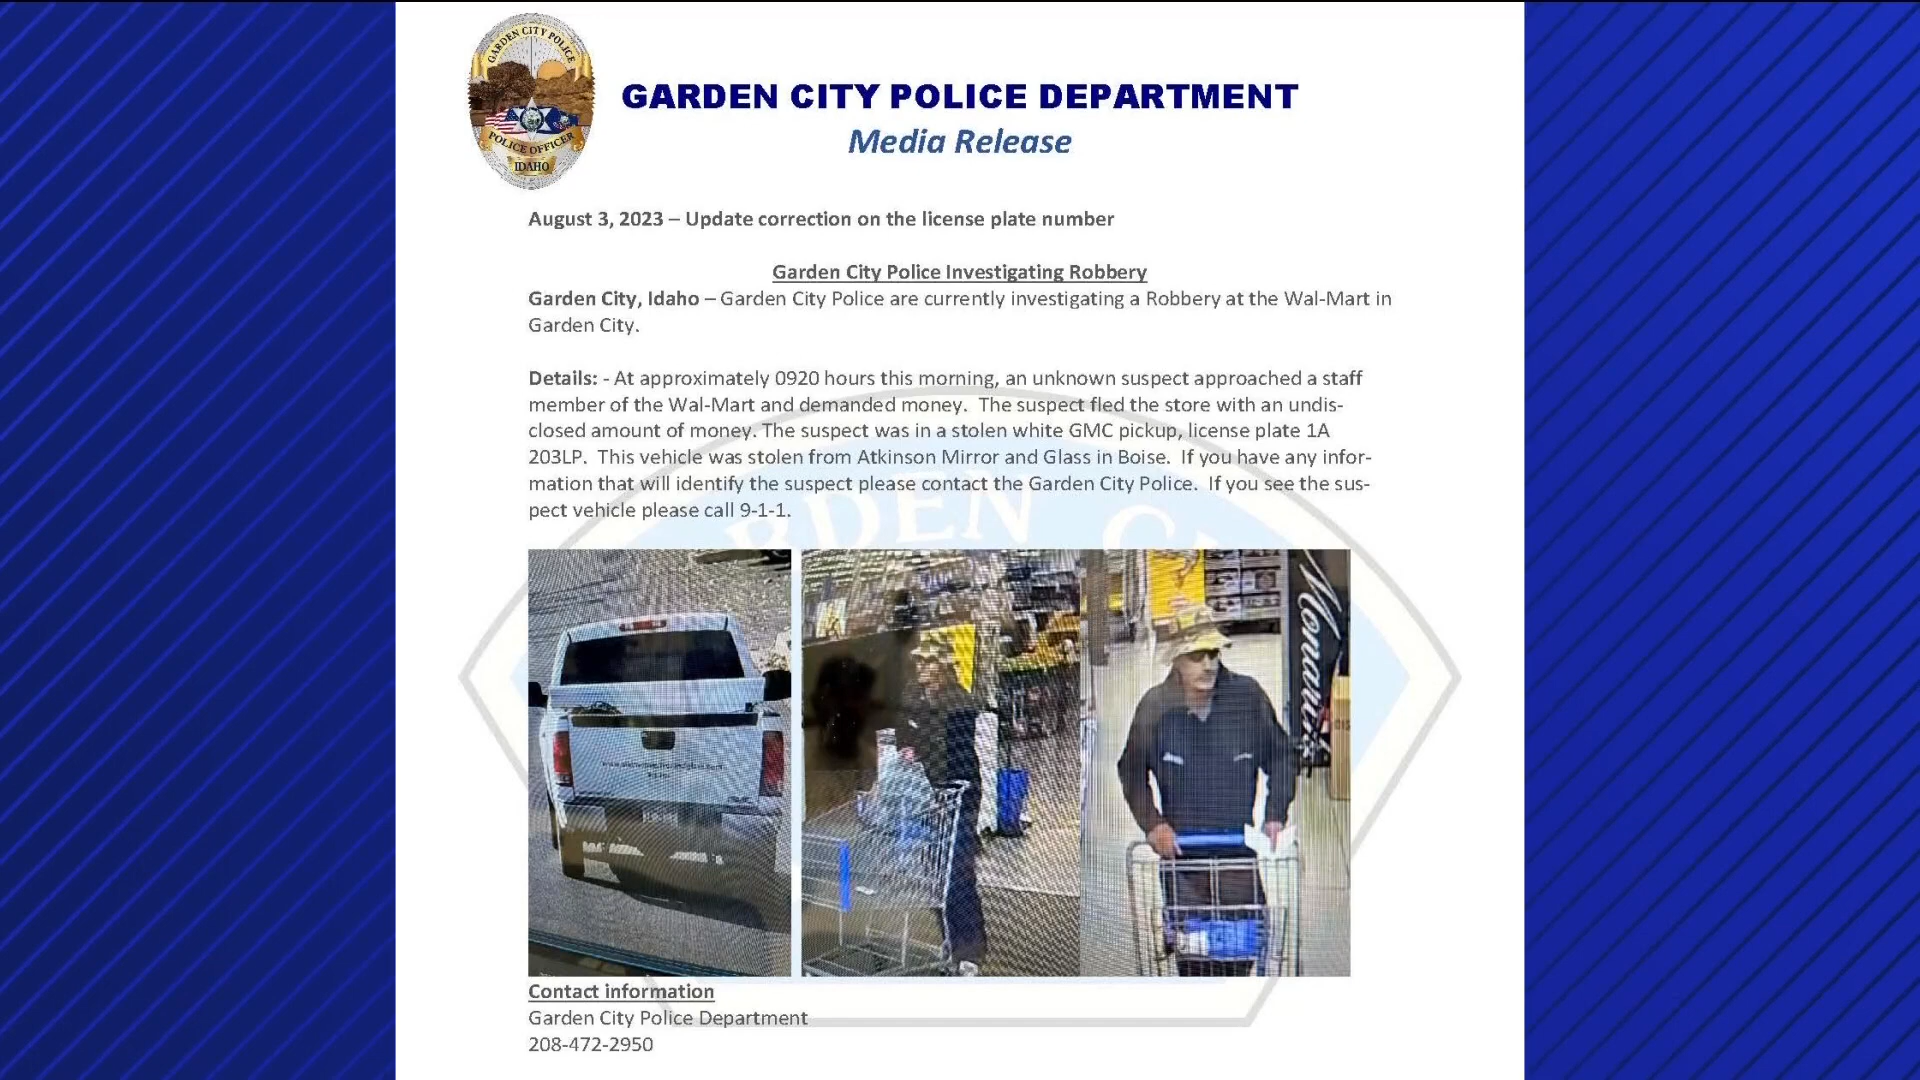 GARDEN CITY POLICE
POLICE OFFICER
IDAHO
GARDEN CITY POLICE DEPARTMENT
Media Release
August 3, 2023 – Update correction on the license plate number
Garden City Police Investigating Robbery
Garden City, Idaho – Garden City Police are currently investigating a Robbery at the Wal-Mart in
Garden City.
Details: - At approximately 0920 hours this morning, an unknown suspect approached a staff
member of the Wal-Mart and demanded money.  The suspect fled the store with an undis-
closed amount of money. The suspect was in a stolen white GMC pickup, license plate 1A
203LP.  This vehicle was stolen from Atkinson Mirror and Glass in Boise.  If you have any infor-
mation that will identify the suspect please contact the Garden City Police.  If you see the sus-
pect vehicle please call 9-1-1.
RDEN C
Monarch
Contact information
Garden City Police Department
208-472-2950